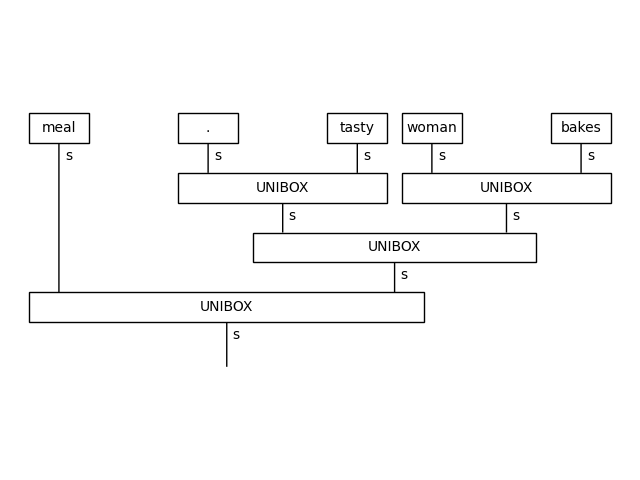 meal . tasty woman bakes
s s s s s
UNIBOX UNIBOX
s s
UNIBOX
s
UNIBOX
s